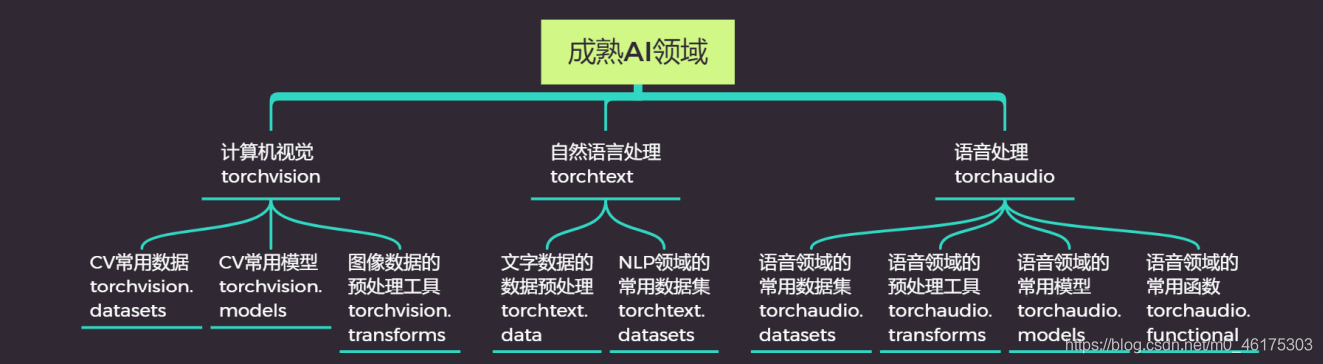 成熟AI领域
计算机视觉
torchvision
自然语言处理
torchtext
语音处理
torchaudio
CV常用数据
torchvision.
datasets
CV常用模型
torchvision.
models
图像数据的
预处理工具
torchvision.
transforms
文字数据的
数据预处理
torchtext.
data
NLP领域的
常用数据集
torchtext.
datasets
语音领域的
常用数据集
torchaudio.
datasets
语音领域的
预处理工具
torchaudio.
transforms
语音领域的
常用模型
torchaudio.
models
语音领域的
常用函数
torchaudio.
functional
https://blog.csdn.net/m0_46175303